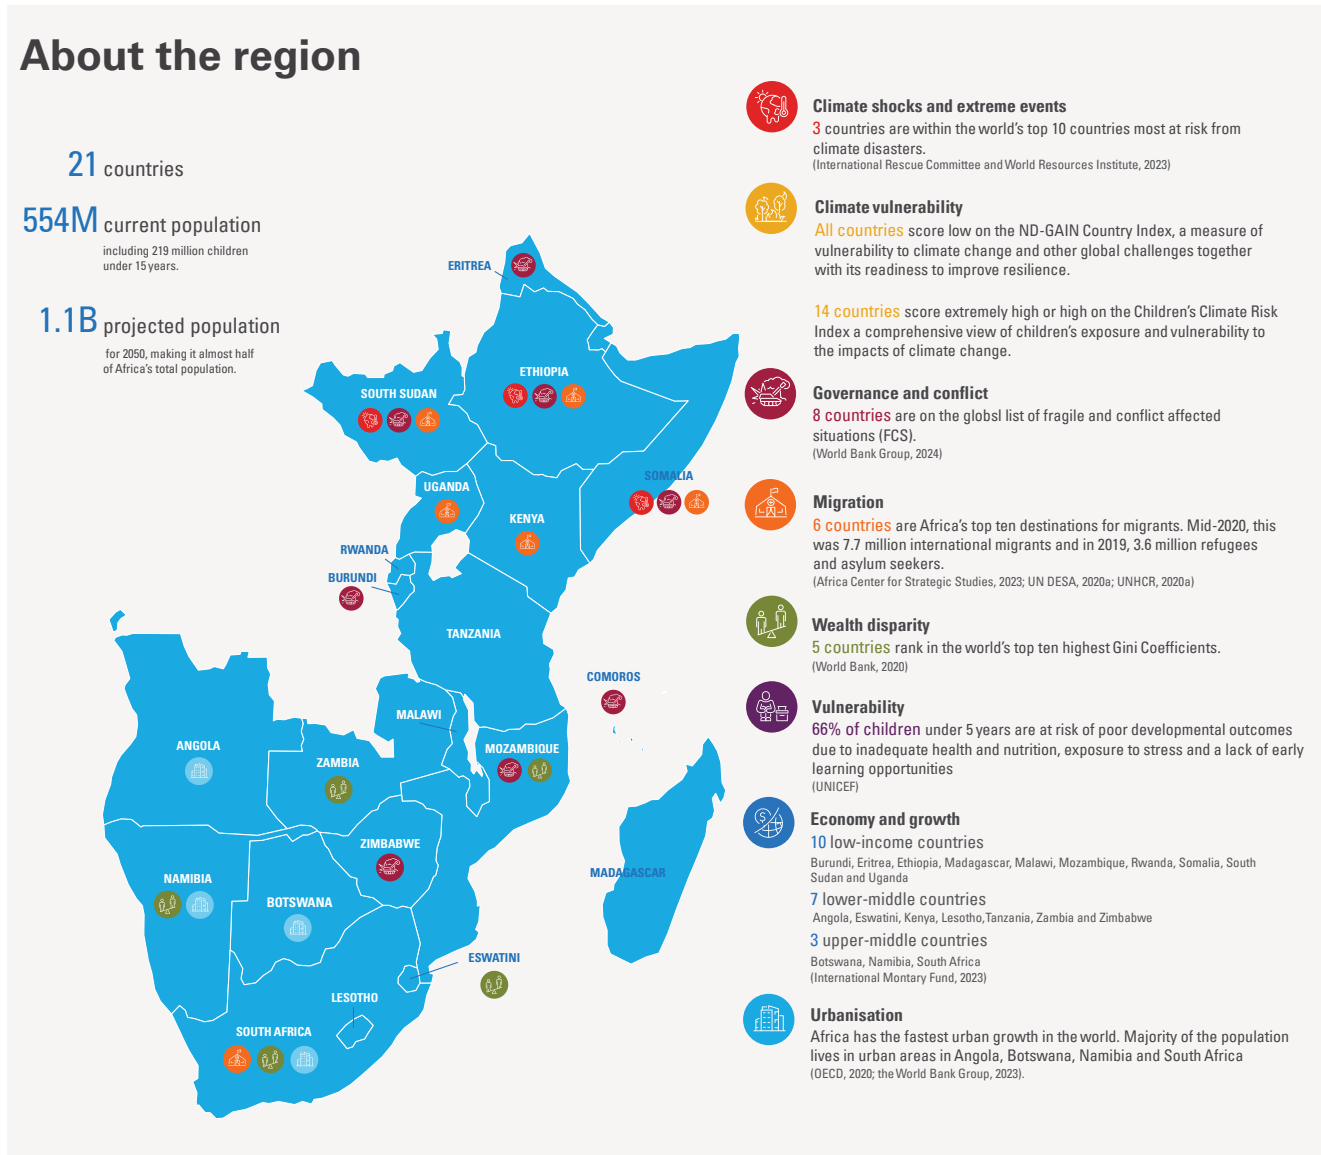 About the region
21 countries
554M current population
including 219 million children
under 15 years.
1.1B projected population
for 2050, making it almost half
of Africa's total population.
ERITREA
ETHIOPIA
SOUTH SUDAN
SOMALIA
UGANDA
KENYA
RWANDA
BURUNDI
TANZANIA
COMOROS
MALAWI
ANGOLA
MOZAMBIQUE
ZAMBIA
ZIMBABWE
MADAGASCAR
NAMIBIA
BOTSWANA
ESWATINI
LESOTHO
SOUTH AFRICA
Climate shocks and extreme events
3 countries are within the world's top 10 countries most at risk from
climate disasters.
(International Rescue Committee and World Resources Institute, 2023)
Climate vulnerability
All countries score low on the ND-GAIN Country Index, a measure of
vulnerability to climate change and other global challenges together
with its readiness to improve resilience.
14 countries score extremely high or high on the Children's Climate Risk
Index a comprehensive view of children's exposure and vulnerability to
the impacts of climate change.
Governance and conflict
8 countries are on the globsl list of fragile and conflict affected
situations (FCS).
(World Bank Group, 2024)
Migration
6 countries are Africa's top ten destinations for migrants. Mid-2020, this
was 7.7 million international migrants and in 2019, 3.6 million refugees
and asylum seekers.
(Africa Center for Strategic Studies, 2023; UN DESA, 2020a; UNHCR, 2020a)
Wealth disparity
5 countries rank in the world's top ten highest Gini Coefficients.
(World Bank, 2020)
Vulnerability
66% of children under 5 years are at risk of poor developmental outcomes
due to inadequate health and nutrition, exposure to stress and a lack of early
learning opportunities
(UNICEF)
Economy and growth
10 low-income countries
Burundi, Eritrea, Ethiopia, Madagascar, Malawi, Mozambique, Rwanda, Somalia, South
Sudan and Uganda
7 lower-middle countries
Angola, Eswatini, Kenya, Lesotho,Tanzania, Zambia and Zimbabwe
3 upper-middle countries
Botswana, Namibia, South Africa
(International Montary Fund, 2023)
Urbanisation
Africa has the fastest urban growth in the world. Majority of the population
lives in urban areas in Angola, Botswana, Namibia and South Africa
(OECD, 2020; the World Bank Group, 2023).